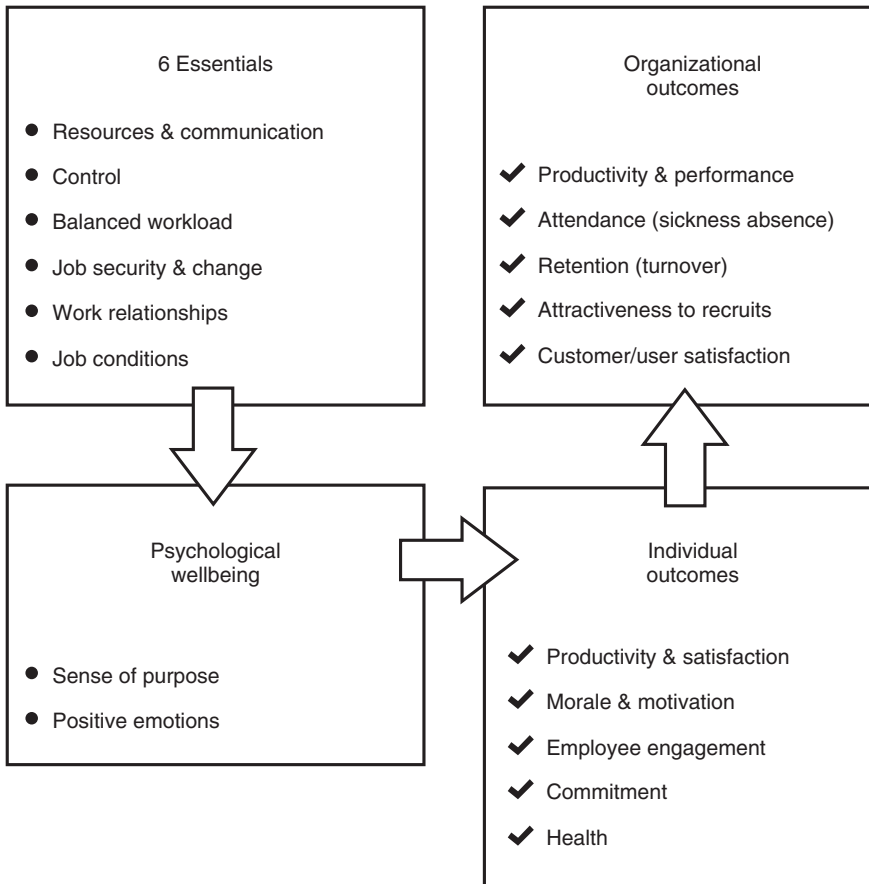 6 Essentials
Resources & communication
Control
Balanced workload
Job security & change
Work relationships
Job conditions
Organizational
outcomes
Productivity & performance
Attendance (sickness absence)
Retention (turnover)
Attractiveness to recruits
Customer/user satisfaction
Psychological
wellbeing
Sense of purpose
Positive emotions
Individual
outcomes
Productivity & satisfaction
Morale & motivation
Employee engagement
Commitment
Health